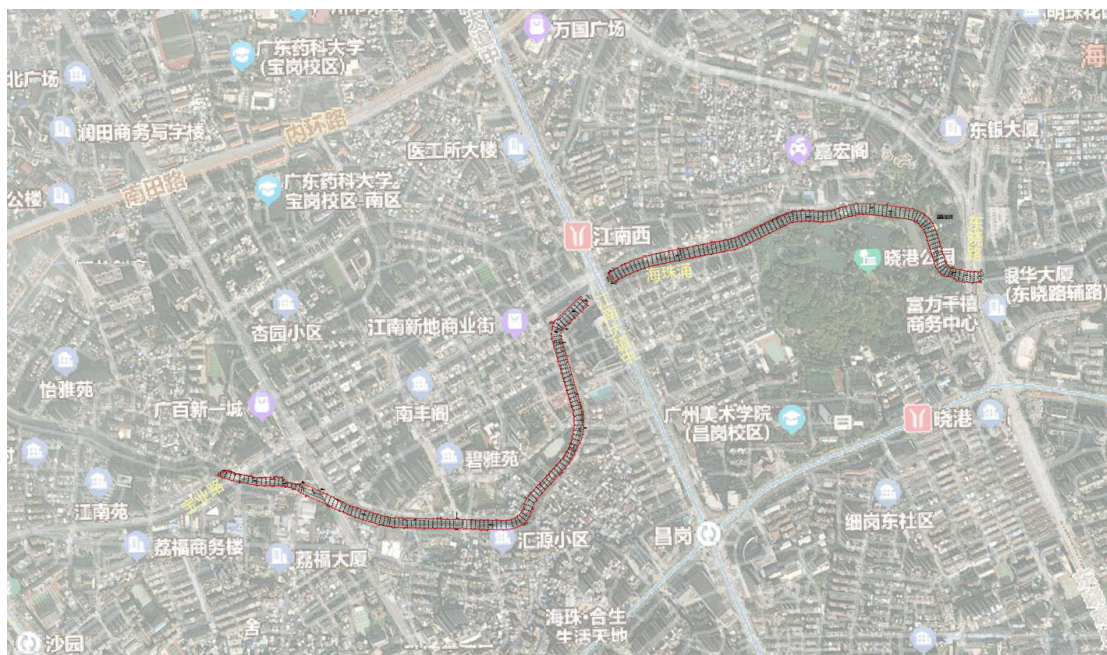 万国广场
广东药科大学
(宝岗校区)
北广场
海
润田商务写字楼
内环路
东银大厦
医工所大楼
嘉宏阁
公楼
南田路
广东药科大学
宝岗校区-南区
江南西
东晓路
晓港公园
海珠涌
银华大厦
(东晓路辅路)
杏园小区
江南新地商业街
富力千禧
商务中心
怡雅苑
南丰阁
广百新一城
广州美术学院
(昌岗校区)
晓港
碧雅苑
江南苑
细岗东社区
荔福商务楼
荔福大厦
汇源小区
昌岗
海珠·合生
生活天地
沙园